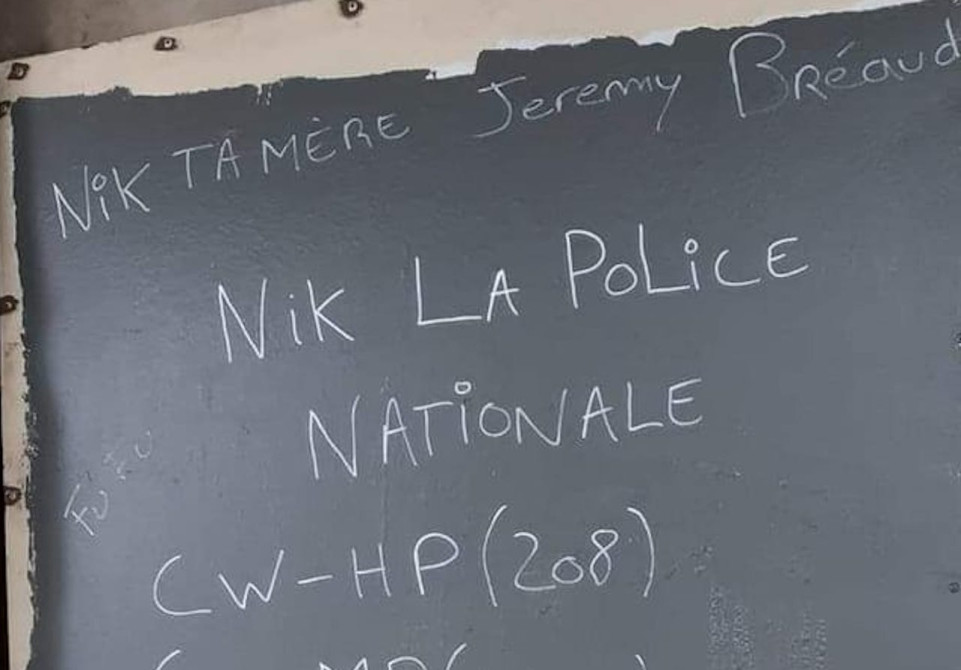 NiK TA MÈRE Jeremy BRéaud
NiK LA POLiCE
NATiONALE
CW-HP(208)